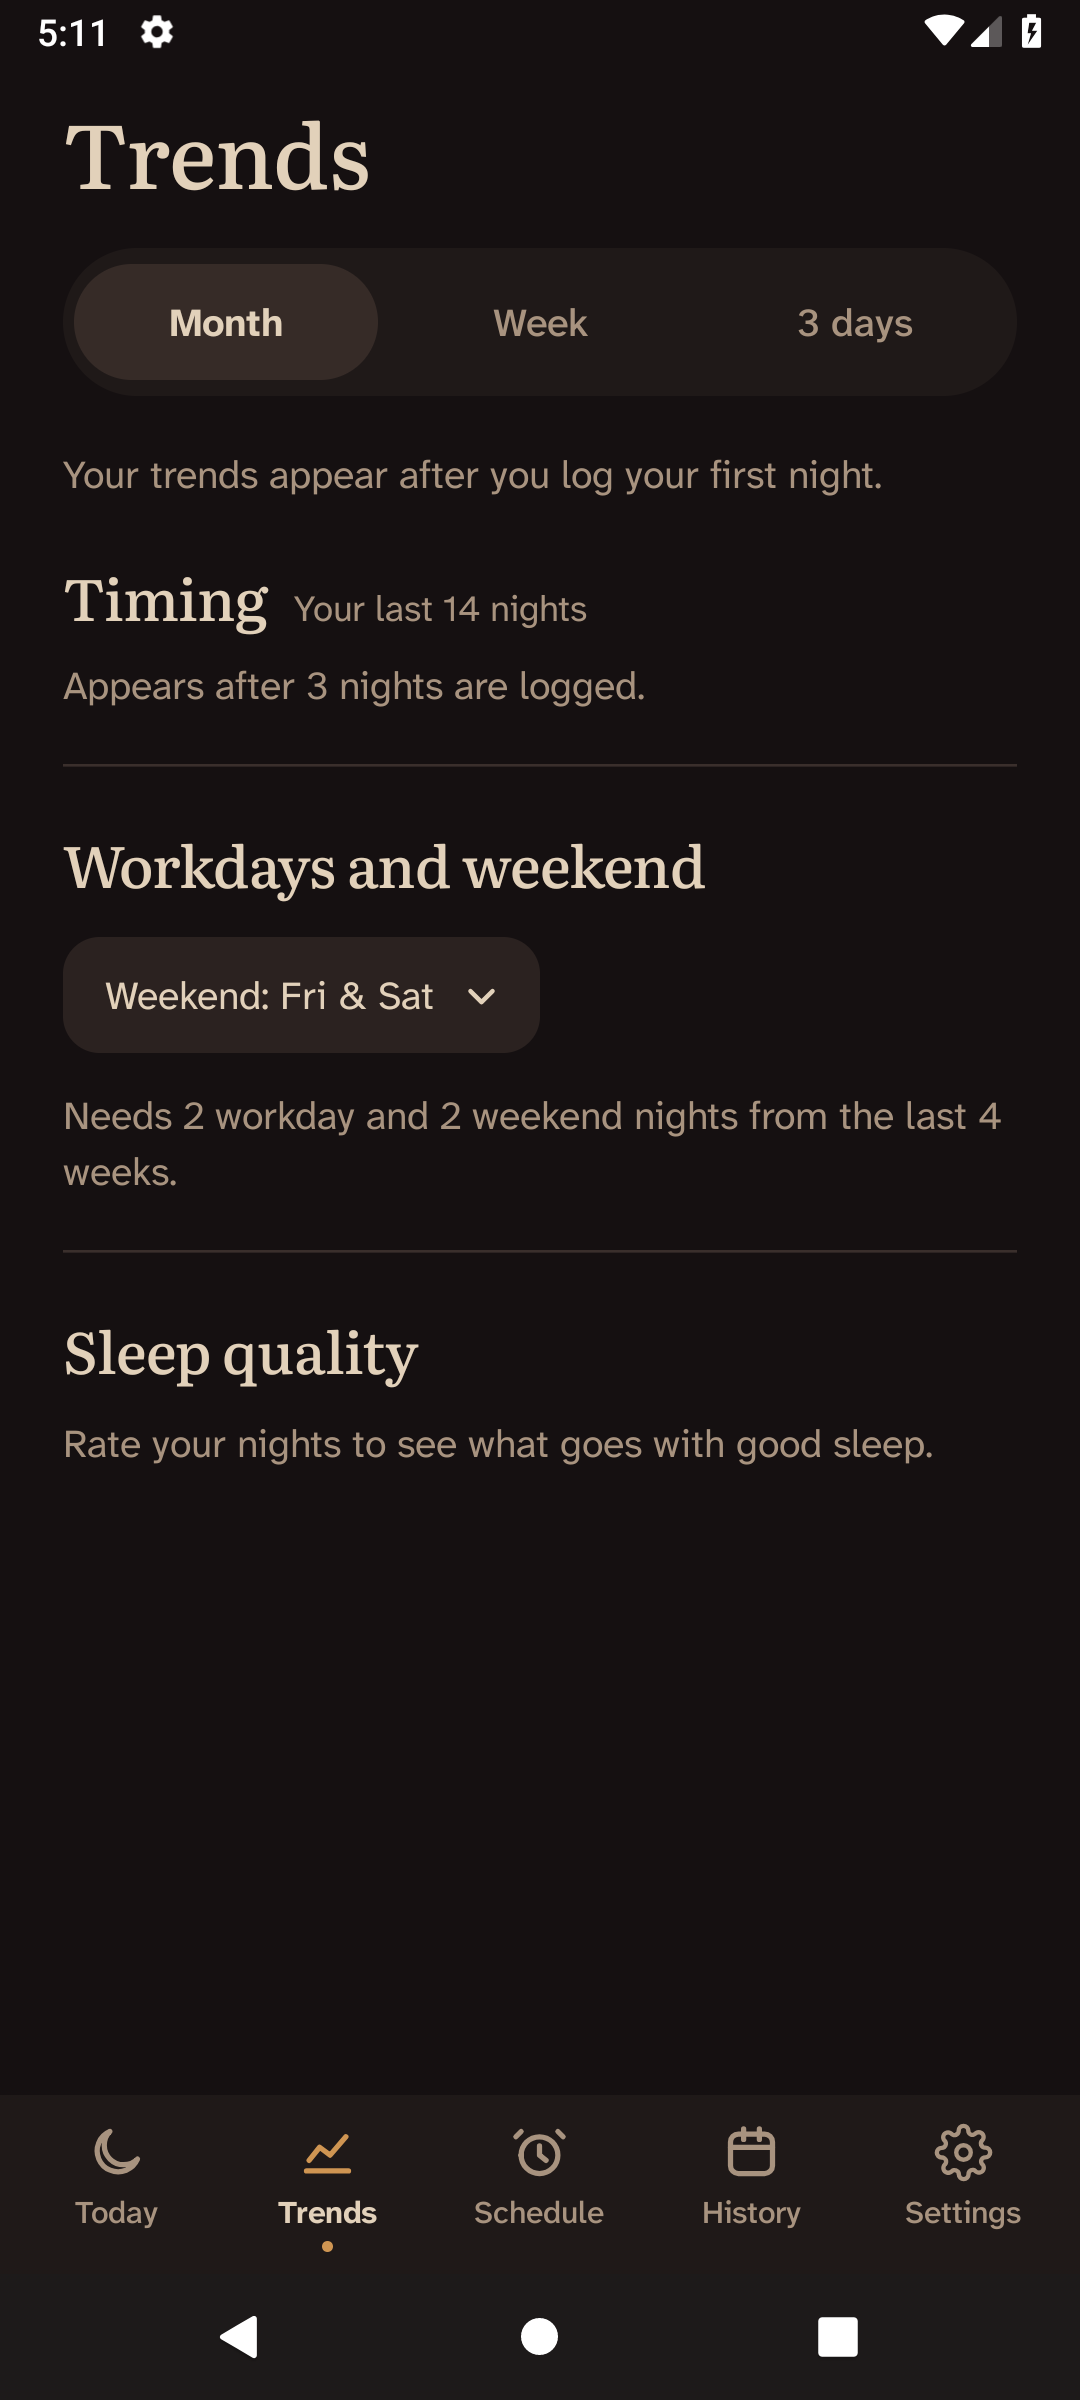 5:11
Trends
Month
Week
3 days
Your trends appear after you log your first night.
Timing Your last 14 nights
Appears after 3 nights are logged.
Workdays and weekend
Weekend: Fri & Sat
Needs 2 workday and 2 weekend nights from the last 4
weeks.
Sleep quality
Rate your nights to see what goes with good sleep.
Today
Trends
Schedule
History
Settings